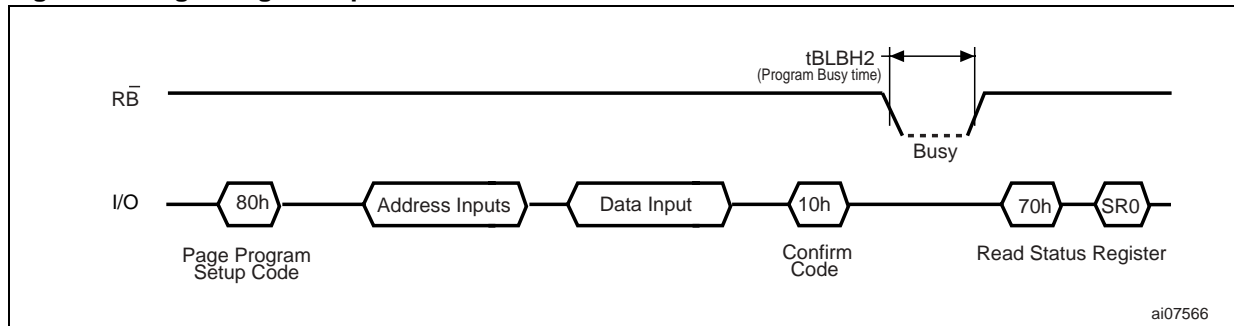 tBLBH2
(Program Busy time)
RB̅
Busy
I/O
80h
Address Inputs
Data Input
10h
70h
SR0
Page Program
Setup Code
Confirm
Code
Read Status Register
ai07566